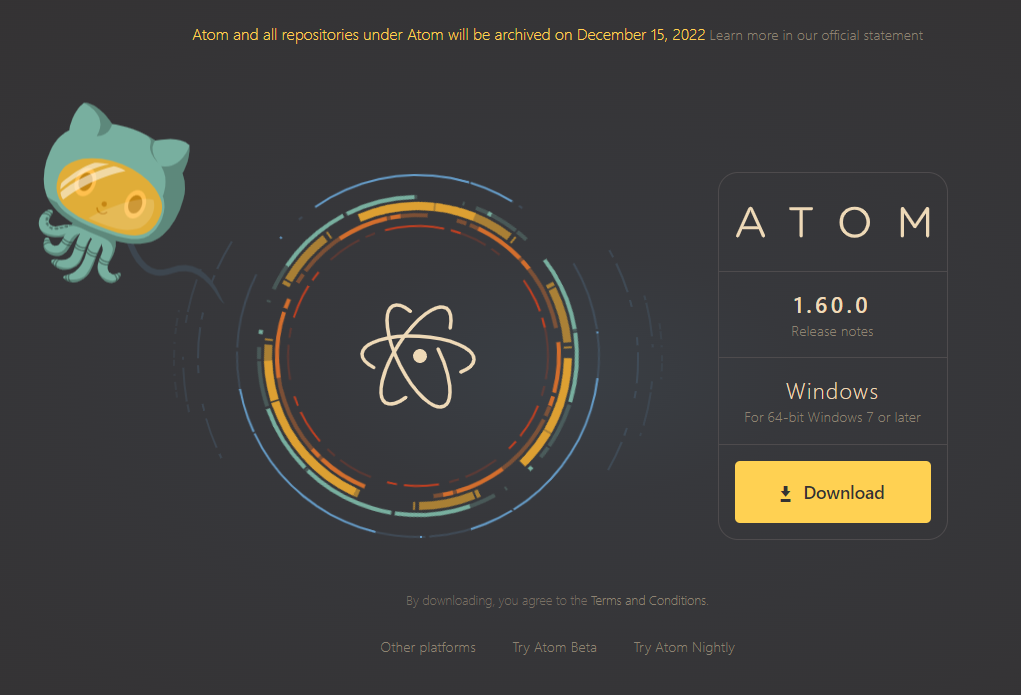 Atom and all repositories under Atom will be archived on December 15, 2022 Learn more in our official statement
ATOM
1.60.0
Release notes
Windows
For 64-bit Windows 7 or later
Download
By downloading, you agree to the Terms and Conditions.
Other platforms Try Atom Beta Try Atom Nightly